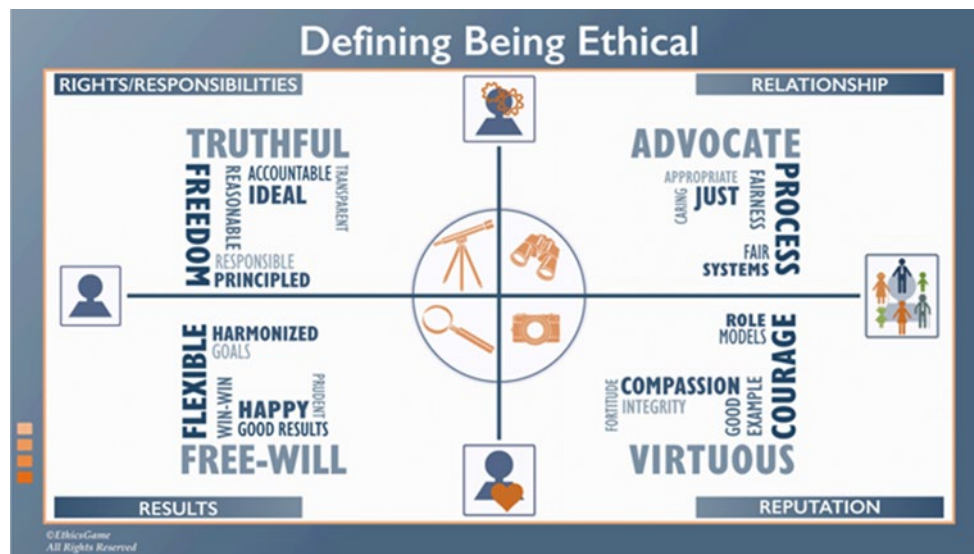 Defining Being Ethical
RIGHTS/RESPONSIBILITIES
RELATIONSHIP
TRUTHFUL
FREEDOM
REASONABLE
ACCOUNTABLE
IDEAL
TRANSPARENT
RESPONSIBLE
PRINCIPLED
ADVOCATE
APPROPRIATE
CARING
JUST
FAIRNESS
PROCESS
FAIR
SYSTEMS
FLEXIBLE
HARMONIZED
GOALS
WIN-WIN
HAPPY
PRUDENT
GOOD RESULTS
FREE-WILL
ROLE
MODELS
COURAGE
FORTITUDE
COMPASSION
INTEGRITY
GOOD
EXAMPLE
VIRTUOUS
RESULTS
REPUTATION
©EthicsGame
All Rights Reserved